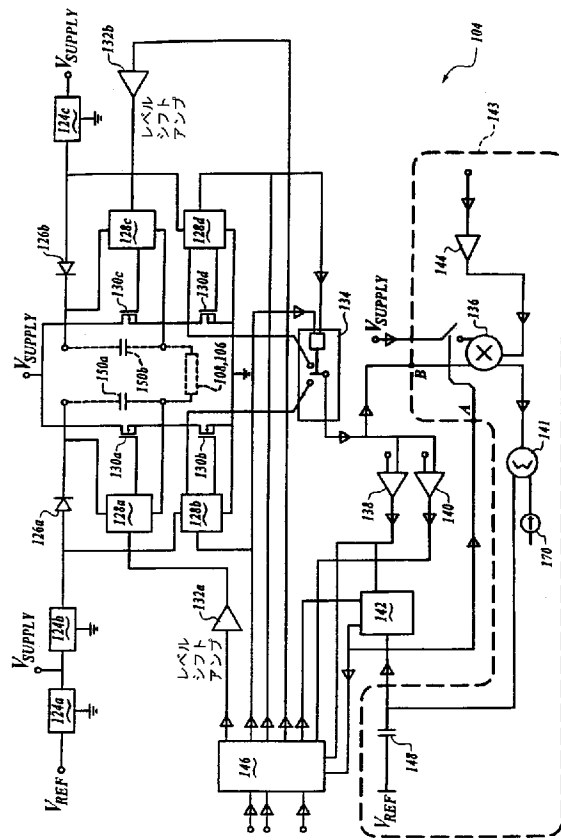 V_REF
124a
V_SUPPLY
124b
126a
128a
128b
130a
130b
150a
150b
108,106
V_SUPPLY
130c
130d
128c
128d
126b
124c
V_SUPPLY
132b
レベル
シフト
アンプ
132a
レベル
シフト
アンプ
134
146
138
140
142
148
V_REF
A
B
V_SUPPLY
136
144
143
141
Σ
170
104